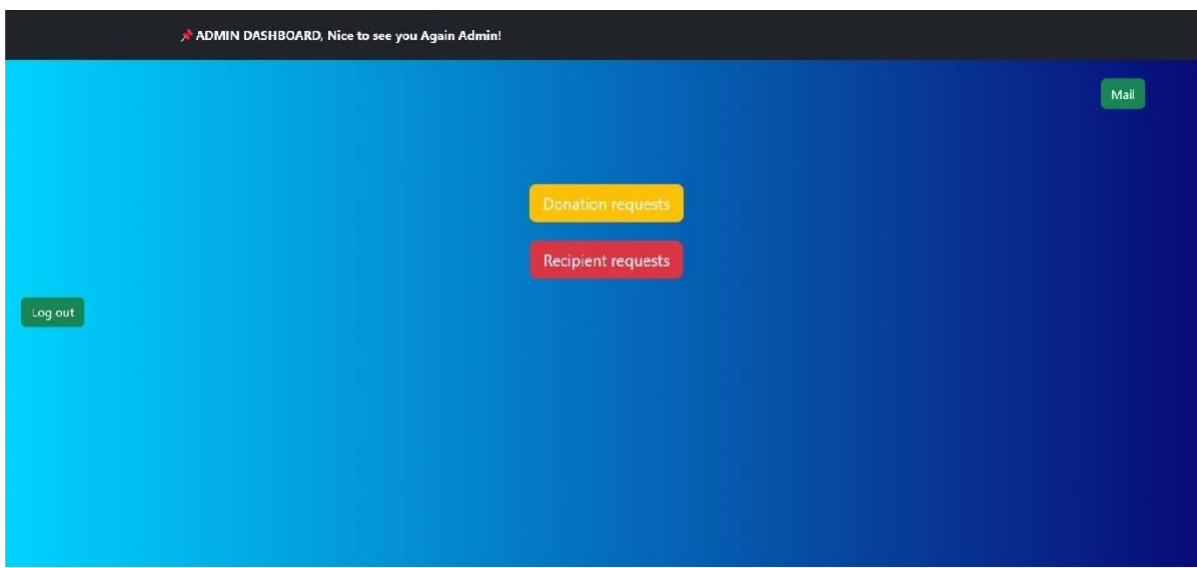 📌 ADMIN DASHBOARD, Nice to see you Again Admin!
Mail
Donation requests
Recipient requests
Log out